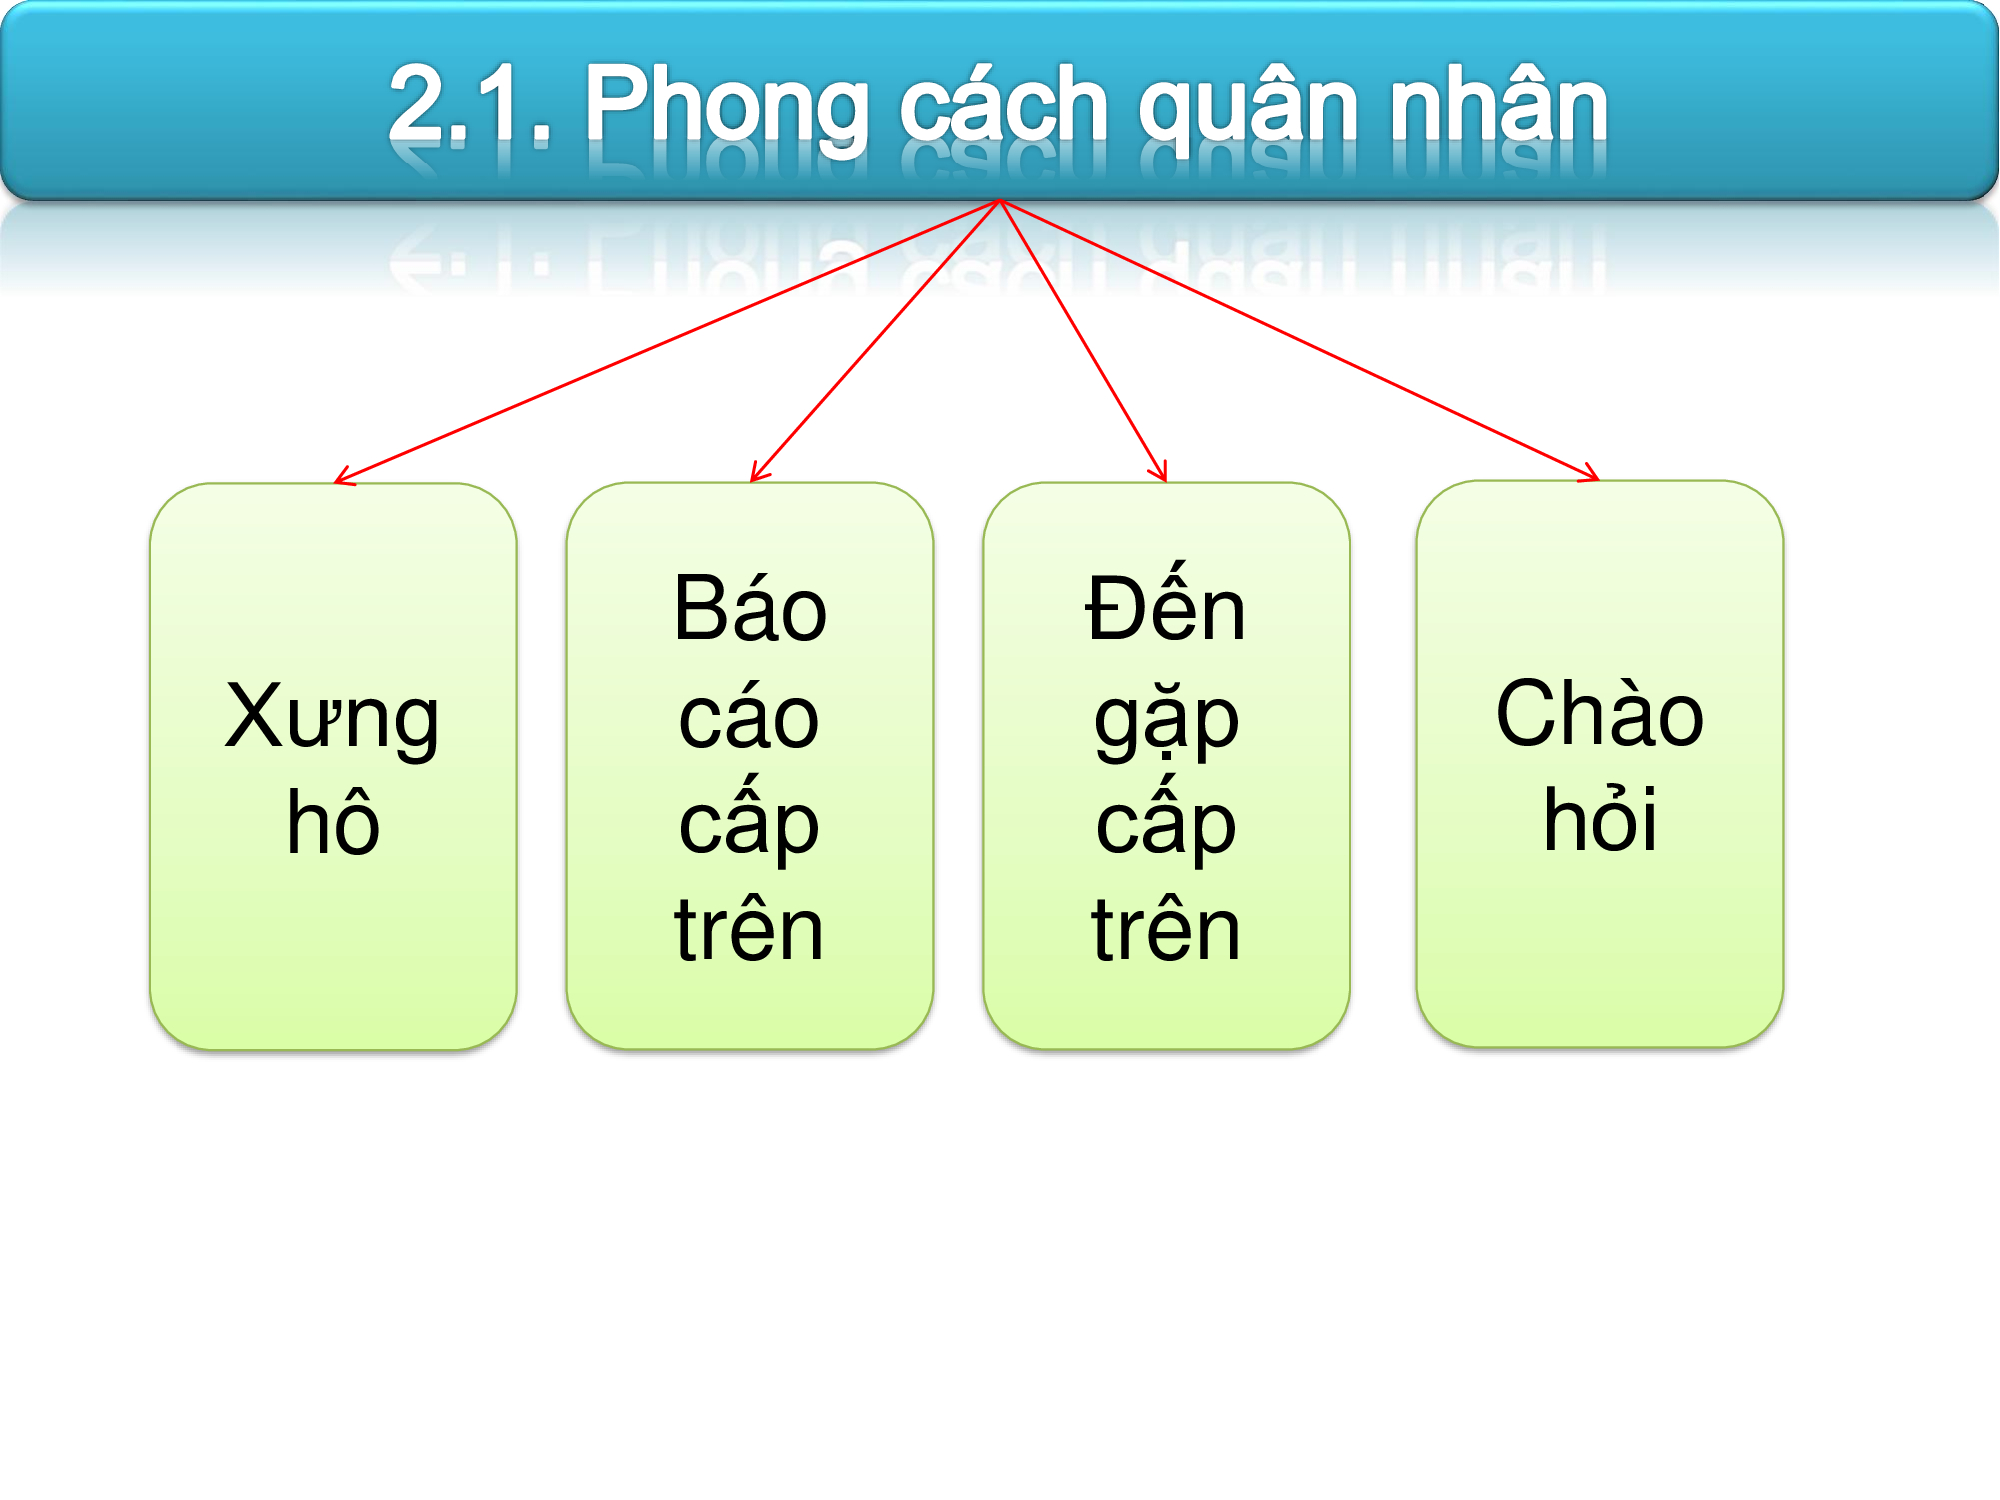 2.1. Phong cách quân nhân
Xưng
hô
Báo
cáo
cấp
trên
Đến
gặp
cấp
trên
Chào
hỏi